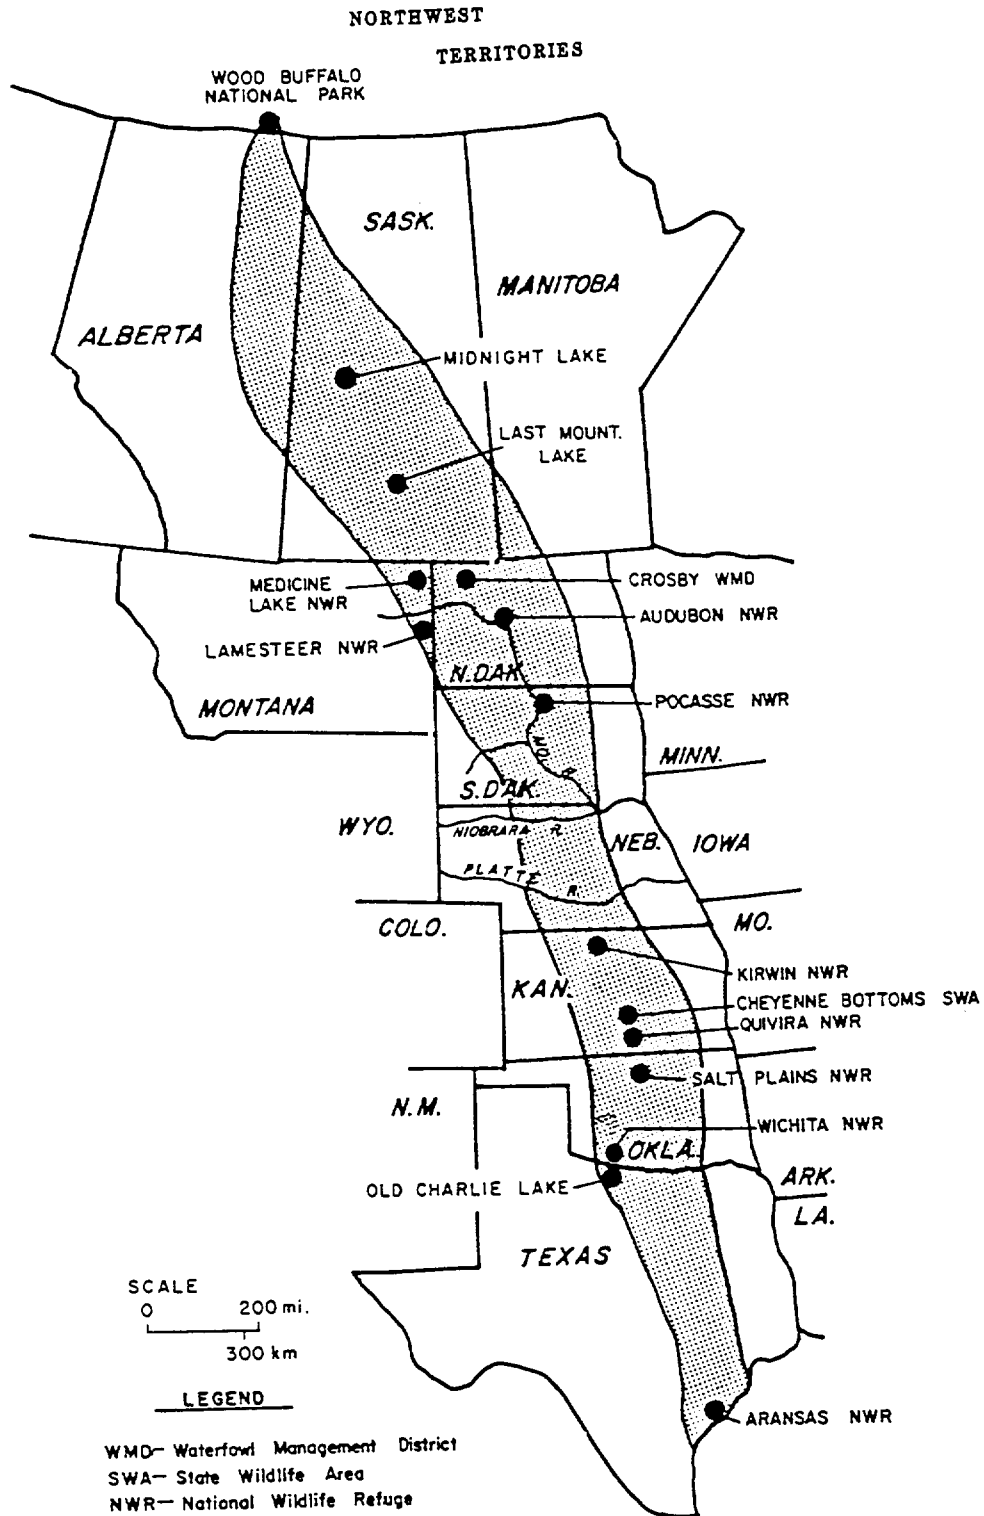 NORTHWEST
TERRITORIES
WOOD BUFFALO
NATIONAL PARK
SASK.
MANITOBA
ALBERTA
MIDNIGHT LAKE
LAST MOUNT.
LAKE
MEDICINE
LAKE NWR
CROSBY WMD
AUDUBON NWR
LAMESTEER NWR
N.DAK
POCASSE NWR
MONTANA
MO.
R.
MINN.
S.DAK.
WYO.
NIOBRARA R.
NEB.
IOWA
PLATTE R.
COLO.
MO.
KIRWIN NWR
KAN.
CHEYENNE BOTTOMS SWA
QUIVIRA NWR
SALT PLAINS NWR
N.M.
WICHITA NWR
OKLA.
ARK.
OLD CHARLIE LAKE
LA.
TEXAS
SCALE
0 200 mi.
300 km
LEGEND
ARANSAS NWR
WMD— Waterfowl Management District
SWA— State Wildlife Area
NWR— National Wildlife Refuge